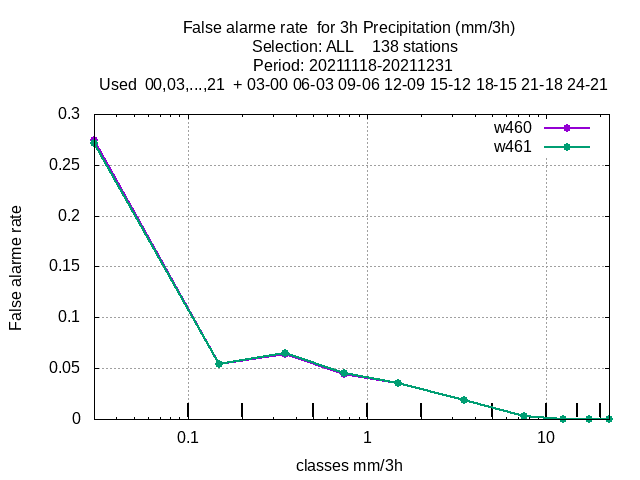 False alarme rate  for 3h Precipitation (mm/3h)
Selection: ALL    138 stations
Period: 20211118-20211231
Used  00,03,...,21  + 03-00 06-03 09-06 12-09 15-12 18-15 21-18 24-21
w460
w461
0.3
0.25
0.2
0.15
0.1
0.05
0
False alarme rate
0.1 1 10
classes mm/3h